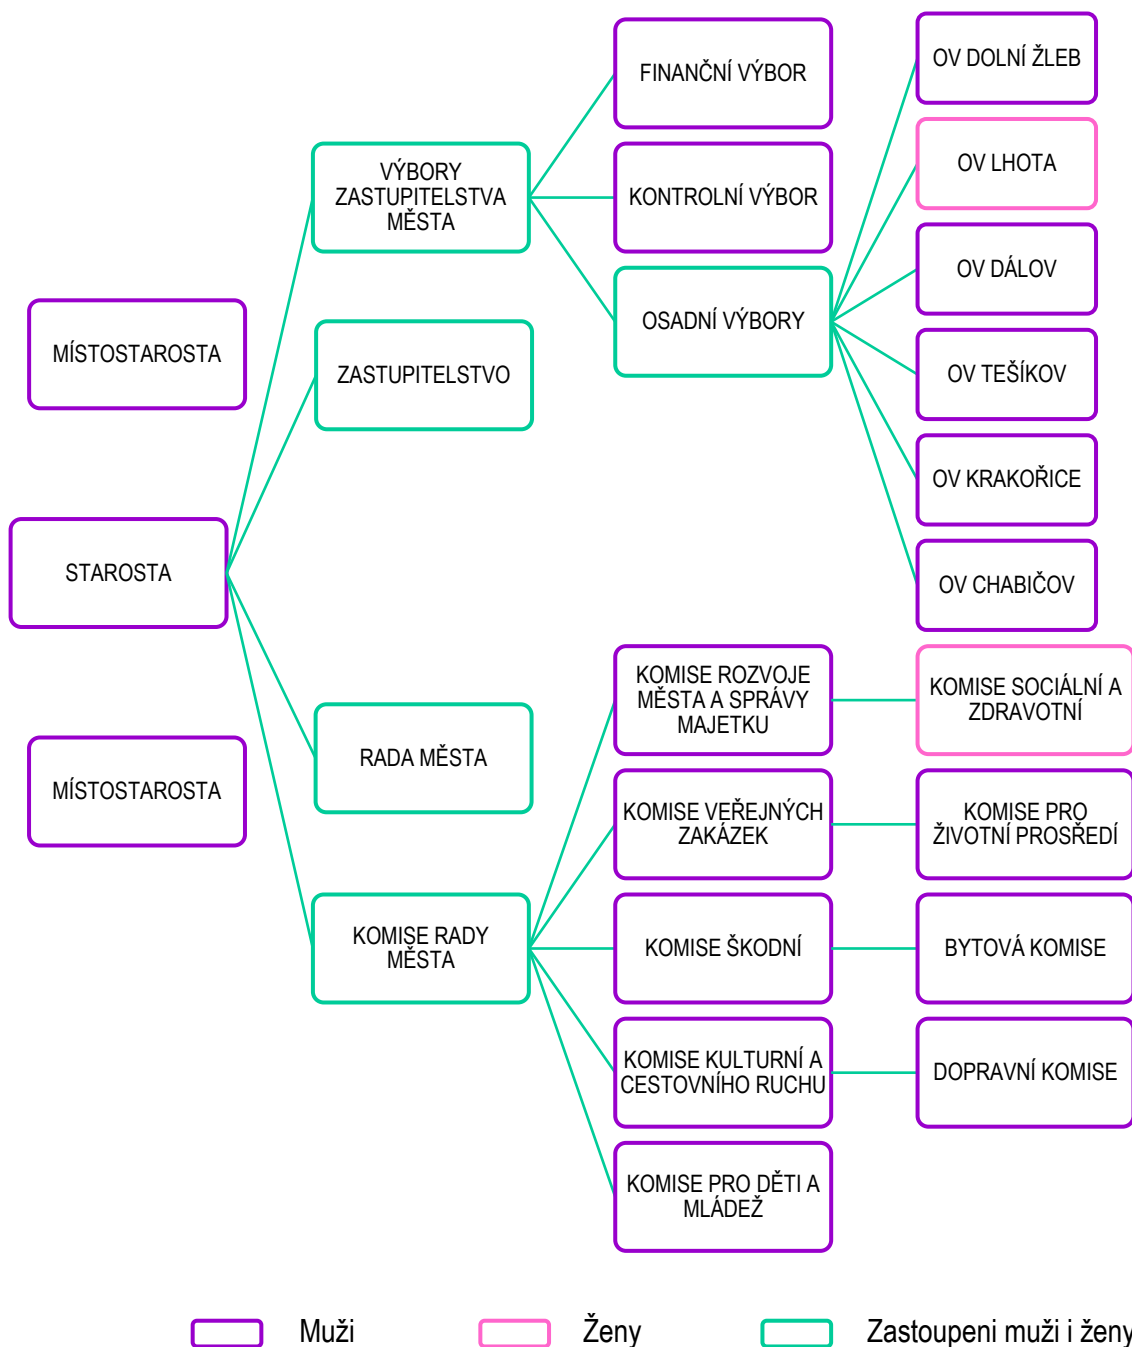 MÍSTOSTAROSTA
STAROSTA
MÍSTOSTAROSTA
VÝBORY
ZASTUPITELSTVA
MĚSTA
ZASTUPITELSTVO
RADA MĚSTA
KOMISE RADY
MĚSTA
FINANČNÍ VÝBOR
KONTROLNÍ VÝBOR
OSADNÍ VÝBORY
OV DOLNÍ ŽLEB
OV LHOTA
OV DÁLOV
OV TEŠÍKOV
OV KRAKOŘICE
OV CHABIČOV
KOMISE ROZVOJE
MĚSTA A SPRÁVY
MAJETKU
KOMISE SOCIÁLNÍ A
ZDRAVOTNÍ
KOMISE VEŘEJNÝCH
ZAKÁZEK
KOMISE PRO
ŽIVOTNÍ PROSŘEDÍ
KOMISE ŠKODNÍ
BYTOVÁ KOMISE
KOMISE KULTURNÍ A
CESTOVNÍHO RUCHU
DOPRAVNÍ KOMISE
KOMISE PRO DĚTI A
MLÁDEŽ
Muži
Ženy
Zastoupeni muži i ženy